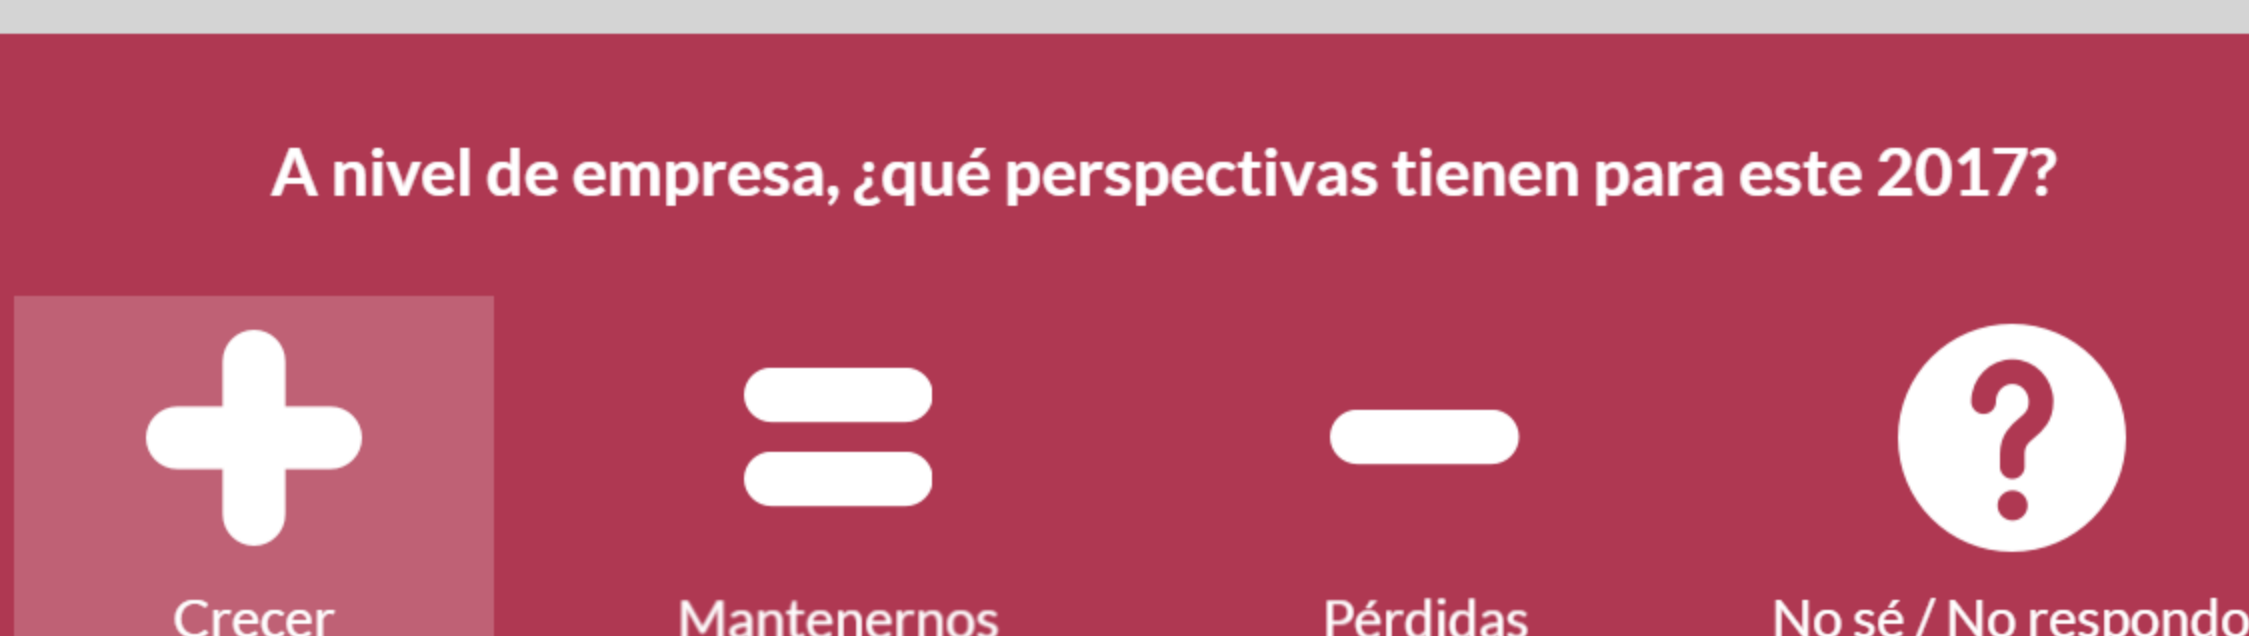 A nivel de empresa, ¿qué perspectivas tienen para este 2017?
Crecer Mantenernos Pérdidas No sé / No respondo